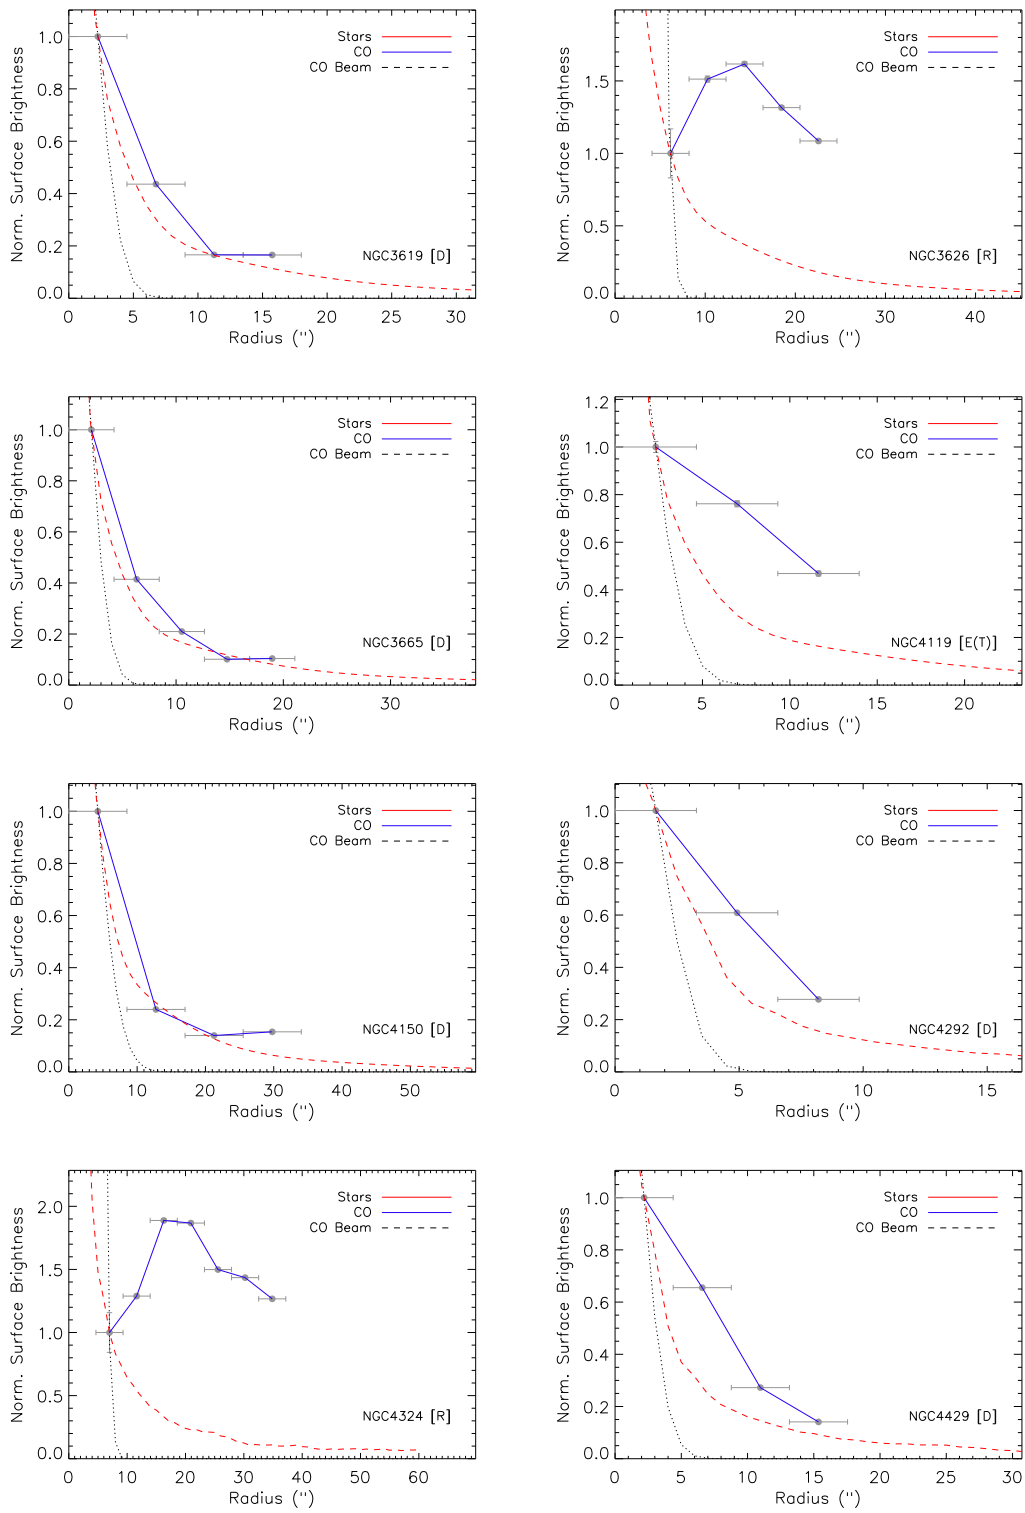 Norm. Surface Brightness
1.0
0.8
0.6
0.4
0.2
0.0
Stars
CO
CO Beam
NGC3619 [D]
0 5 10 15 20 25 30
Radius (")
Norm. Surface Brightness
1.5
1.0
0.5
0.0
Stars
CO
CO Beam
NGC3626 [R]
0 10 20 30 40
Radius (")
Norm. Surface Brightness
1.0
0.8
0.6
0.4
0.2
0.0
Stars
CO
CO Beam
NGC3665 [D]
0 10 20 30
Radius (")
Norm. Surface Brightness
1.2
1.0
0.8
0.6
0.4
0.2
0.0
Stars
CO
CO Beam
NGC4119 [E(T)]
0 5 10 15 20
Radius (")
Norm. Surface Brightness
1.0
0.8
0.6
0.4
0.2
0.0
Stars
CO
CO Beam
NGC4150 [D]
0 10 20 30 40 50
Radius (")
Norm. Surface Brightness
1.0
0.8
0.6
0.4
0.2
0.0
Stars
CO
CO Beam
NGC4292 [D]
0 5 10 15
Radius (")
Norm. Surface Brightness
2.0
1.5
1.0
0.5
0.0
Stars
CO
CO Beam
NGC4324 [R]
0 10 20 30 40 50 60
Radius (")
Norm. Surface Brightness
1.0
0.8
0.6
0.4
0.2
0.0
Stars
CO
CO Beam
NGC4429 [D]
0 5 10 15 20 25 30
Radius (")